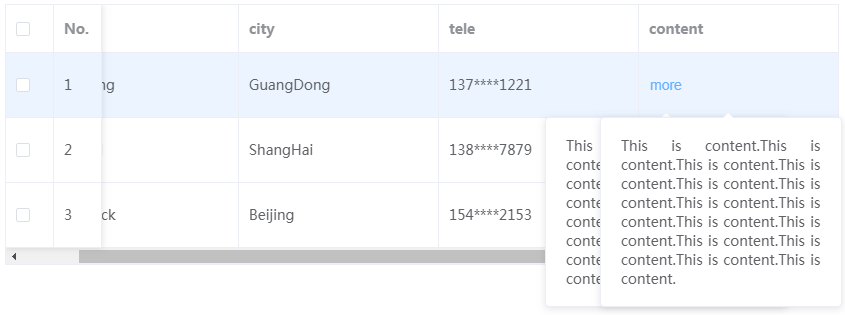 No. city tele content
1 ng GuangDong 137****1221 more
2 ShangHai 138****7879
3 ck Beijing 154****2153
This
conte
conte
conte
conte
conte
conte
conte
This is content.This is
content.This is content.This is
content.This is content.This is
content.This is content.This is
content.This is content.This is
content.This is content.This is
content.This is content.This is
content.